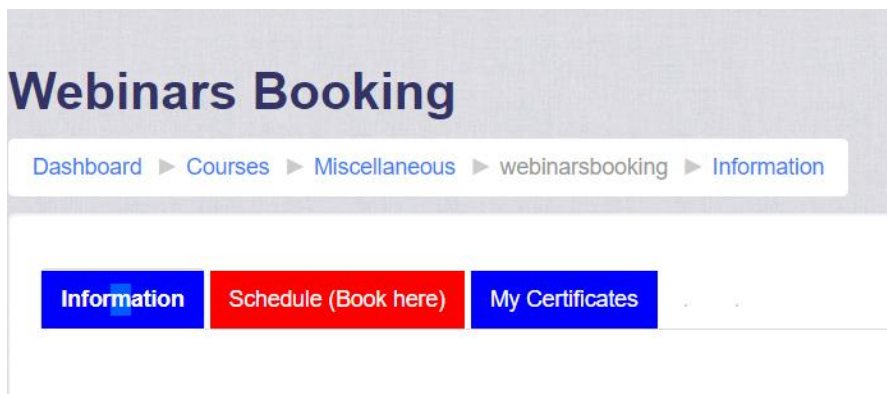 Webinars Booking
Dashboard ► Courses ► Miscellaneous ► webinarsbooking ► Information
Information Schedule (Book here) My Certificates . .